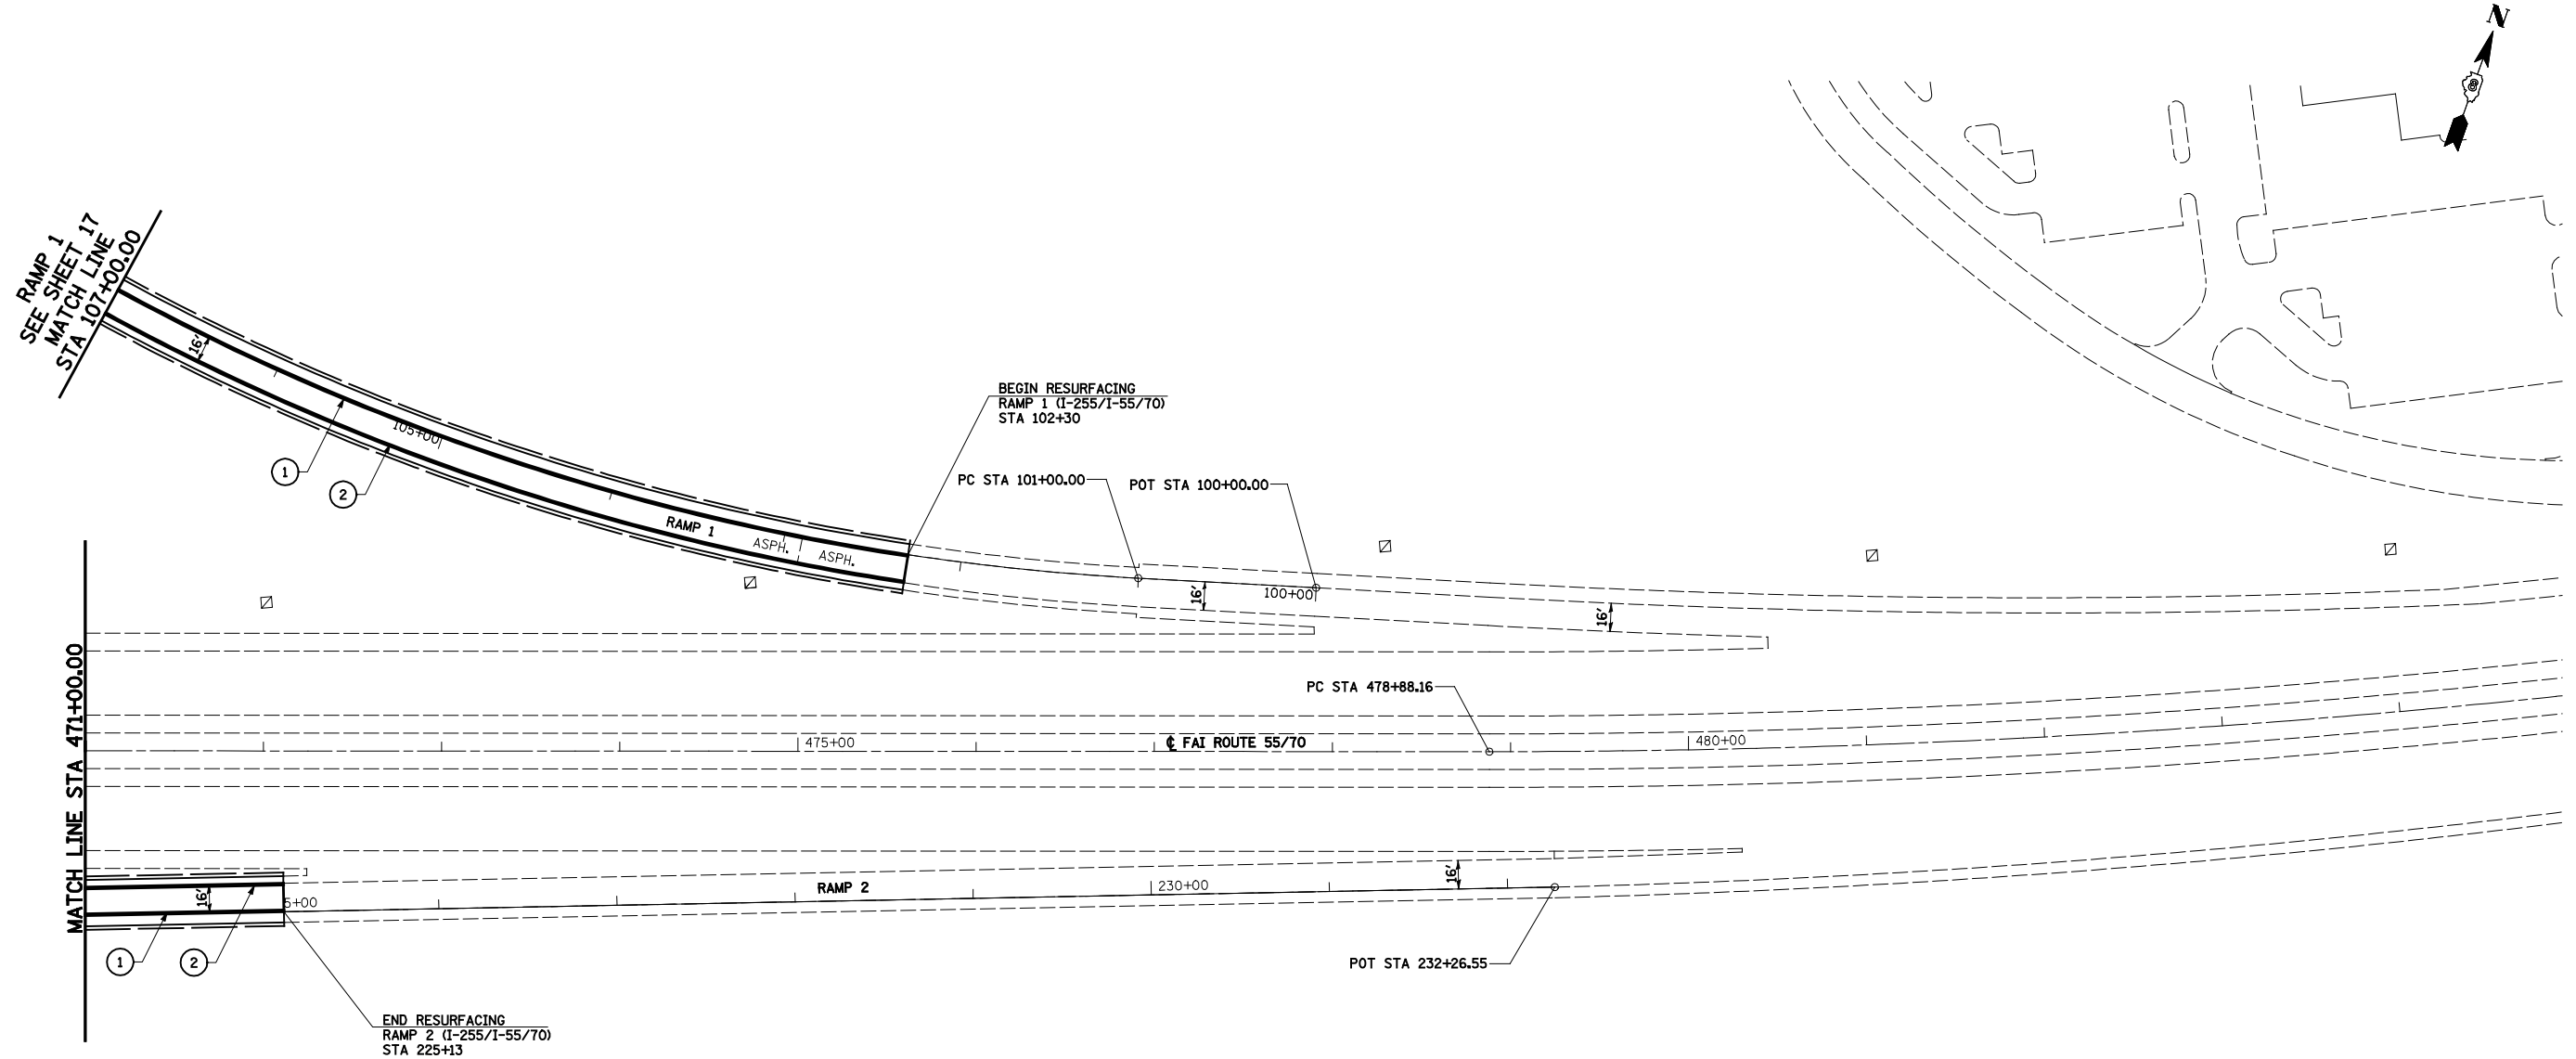 N
RAMP 1
SEE SHEET 17
MATCH LINE
STA 107+00.00
16'
105+00
1
2
RAMP 1
ASPH.
ASPH.
BEGIN RESURFACING
RAMP 1 (I-255/I-55/70)
STA 102+30
PC STA 101+00.00
POT STA 100+00.00
16'
100+00
16'
MATCH LINE STA 471+00.00
PC STA 478+88.16
475+00
℄ FAI ROUTE 55/70
480+00
16'
5+00
RAMP 2
230+00
16'
1
2
POT STA 232+26.55
END RESURFACING
RAMP 2 (I-255/I-55/70)
STA 225+13